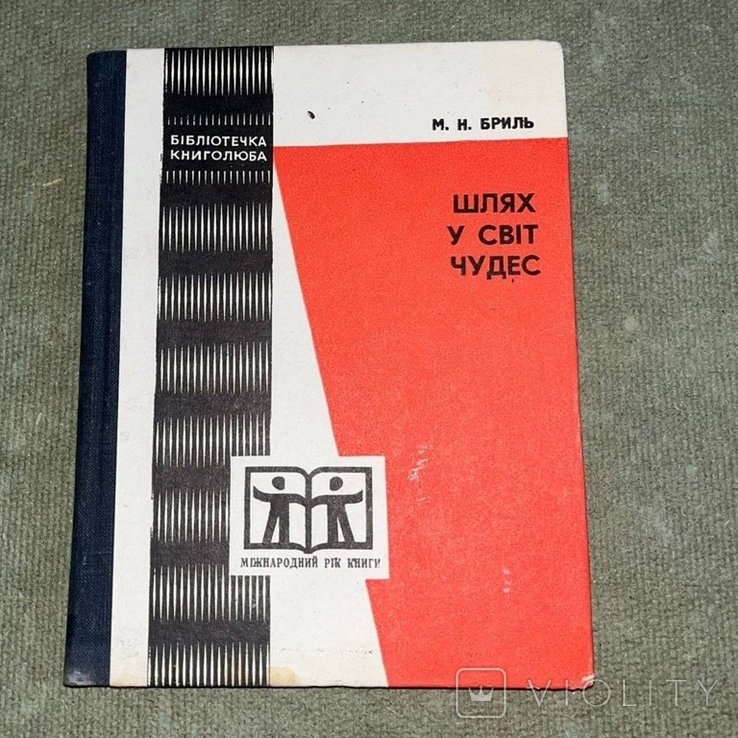 БІБЛІОТЕЧКА
КНИГОЛЮБА
М. Н. БРИЛЬ
ШЛЯХ
У СВІТ
ЧУДЕС
МІЖНАРОДНИЙ РІК КНИГИ
VIOLITY